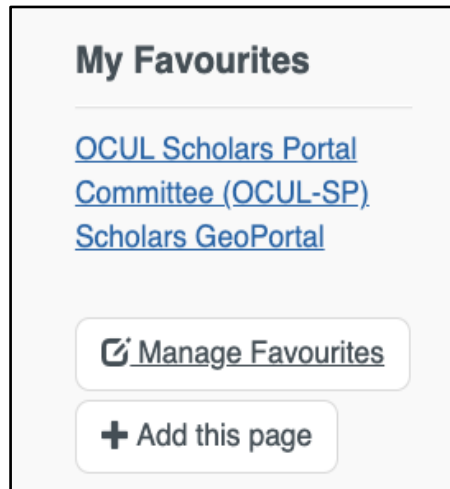 My Favourites
OCUL Scholars Portal
Committee (OCUL-SP)
Scholars GeoPortal
Manage Favourites
Add this page